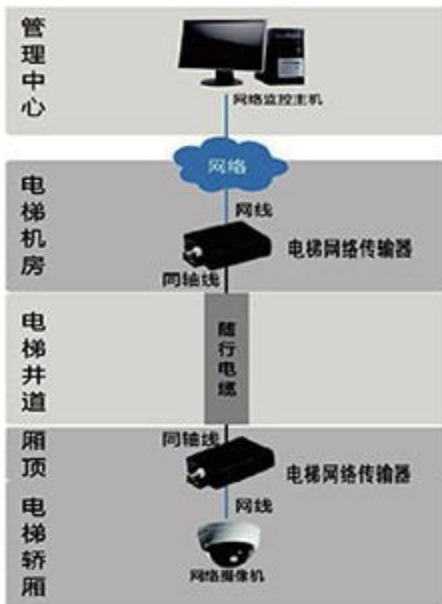 管理中心
网络监控主机
网络
电梯机房
网线
电梯网络传输器
同轴线
电梯井道
随行电缆
厢顶
同轴线
电梯网络传输器
电梯轿厢
网线
网络摄像机